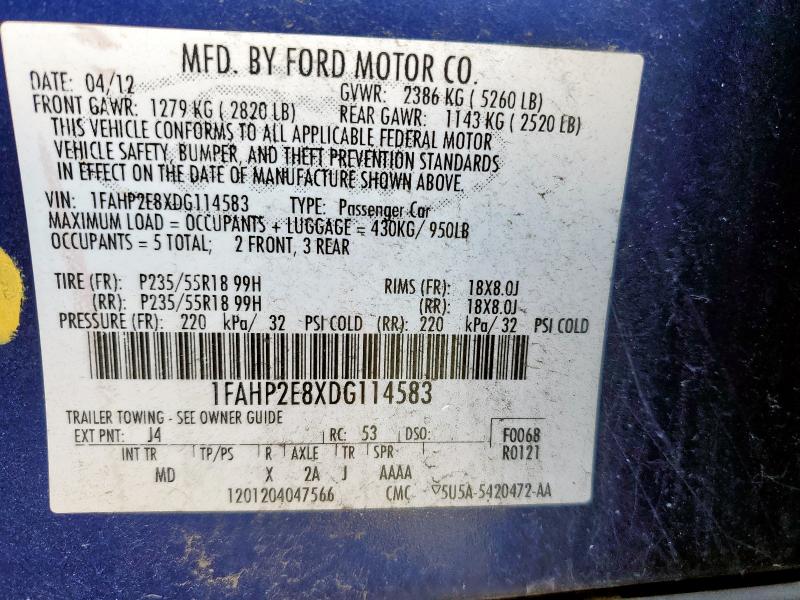 MFD. BY FORD MOTOR CO.
DATE: 04/12 GVWR: 2386 KG ( 5260 LB)
FRONT GAWR: 1279 KG ( 2820 LB) REAR GAWR: 1143 KG ( 2520 LB)
THIS VEHICLE CONFORMS TO ALL APPLICABLE FEDERAL MOTOR
VEHICLE SAFETY, BUMPER, AND THEFT PREVENTION STANDARDS
IN EFFECT ON THE DATE OF MANUFACTURE SHOWN ABOVE.
VIN: 1FAHP2E8XDG114583 TYPE: Passenger Car
MAXIMUM LOAD = OCCUPANTS + LUGGAGE = 430KG/ 950LB
OCCUPANTS = 5 TOTAL; 2 FRONT, 3 REAR
TIRE (FR): P235/55R18 99H RIMS (FR): 18X8.0J
(RR): P235/55R18 99H (RR): 18X8.0J
PRESSURE (FR): 220 kPa/ 32 PSI COLD (RR): 220 kPa/ 32 PSI COLD
1FAHP2E8XDG114583
TRAILER TOWING - SEE OWNER GUIDE
EXT PNT: J4 RC: 53 DSO: F0068
INT TR TP/PS R AXLE TR SPR R0121
MD X 2A J AAAA
1201204047566 CMC ▽5U5A-5420472-AA